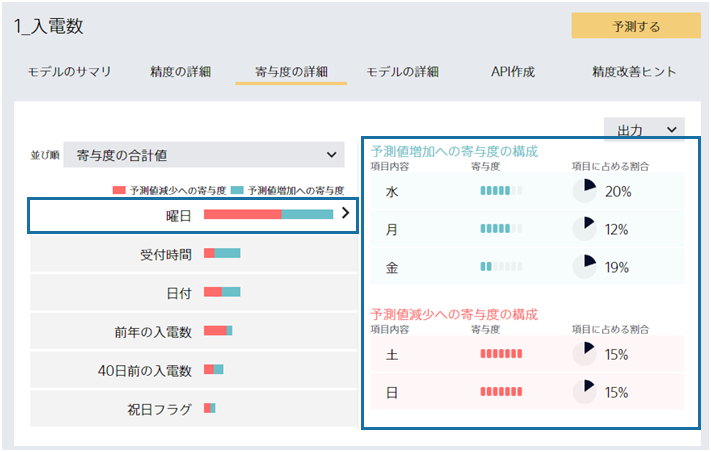 1_入電数
予測する
モデルのサマリ 精度の詳細 寄与度の詳細 モデルの詳細 API作成 精度改善ヒント
出力
並び順 寄与度の合計値
予測値減少への寄与度 予測値増加への寄与度
曜日
受付時間
日付
前年の入電数
40日前の入電数
祝日フラグ
予測値増加への寄与度の構成
項目内容 寄与度 項目に占める割合
水 20%
月 12%
金 19%
予測値減少への寄与度の構成
項目内容 寄与度 項目に占める割合
土 15%
日 15%